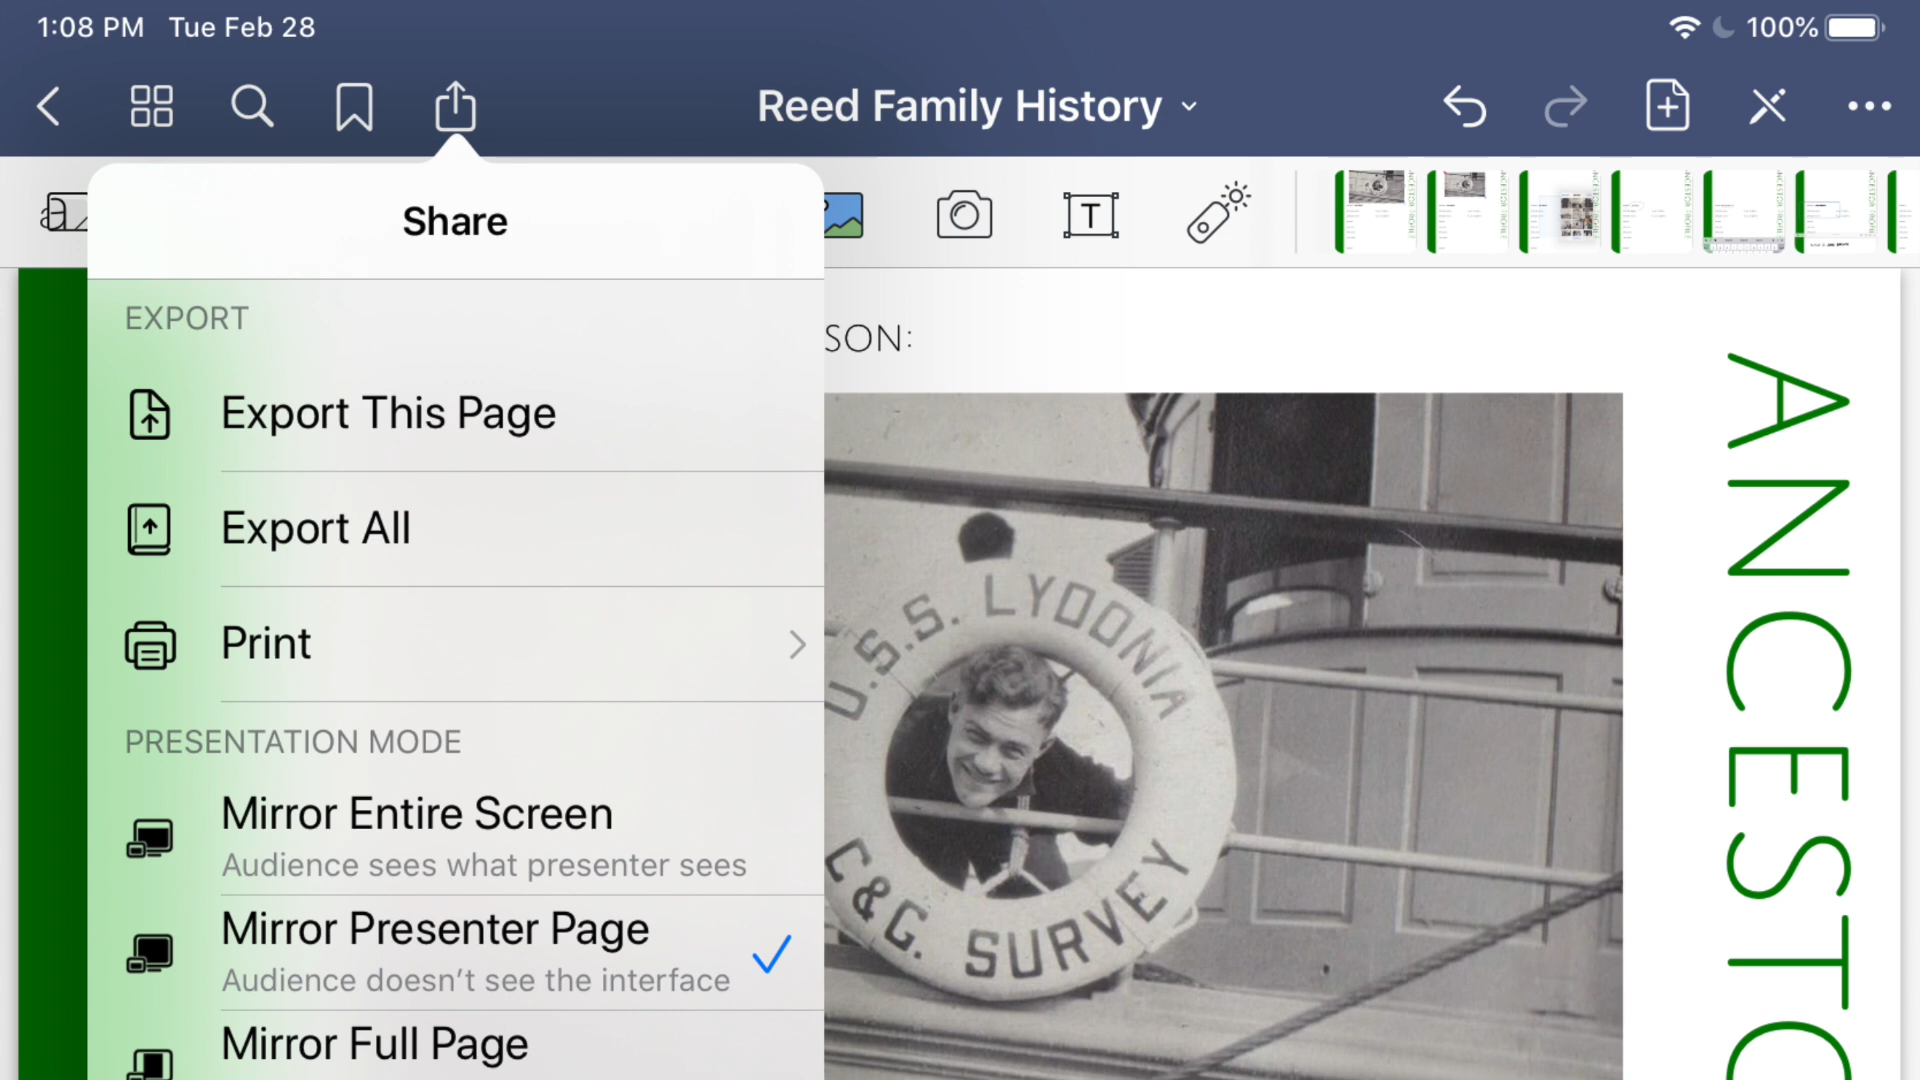 1:08 PM Tue Feb 28
100%
Reed Family History
Share
EXPORT
Export This Page
Export All
Print
PRESENTATION MODE
Mirror Entire Screen
Audience sees what presenter sees
Mirror Presenter Page
Audience doesn’t see the interface
Mirror Full Page
a
T
SON:
U.S.S. LYDONIA
C.&G. SURVEY
ANCESTO